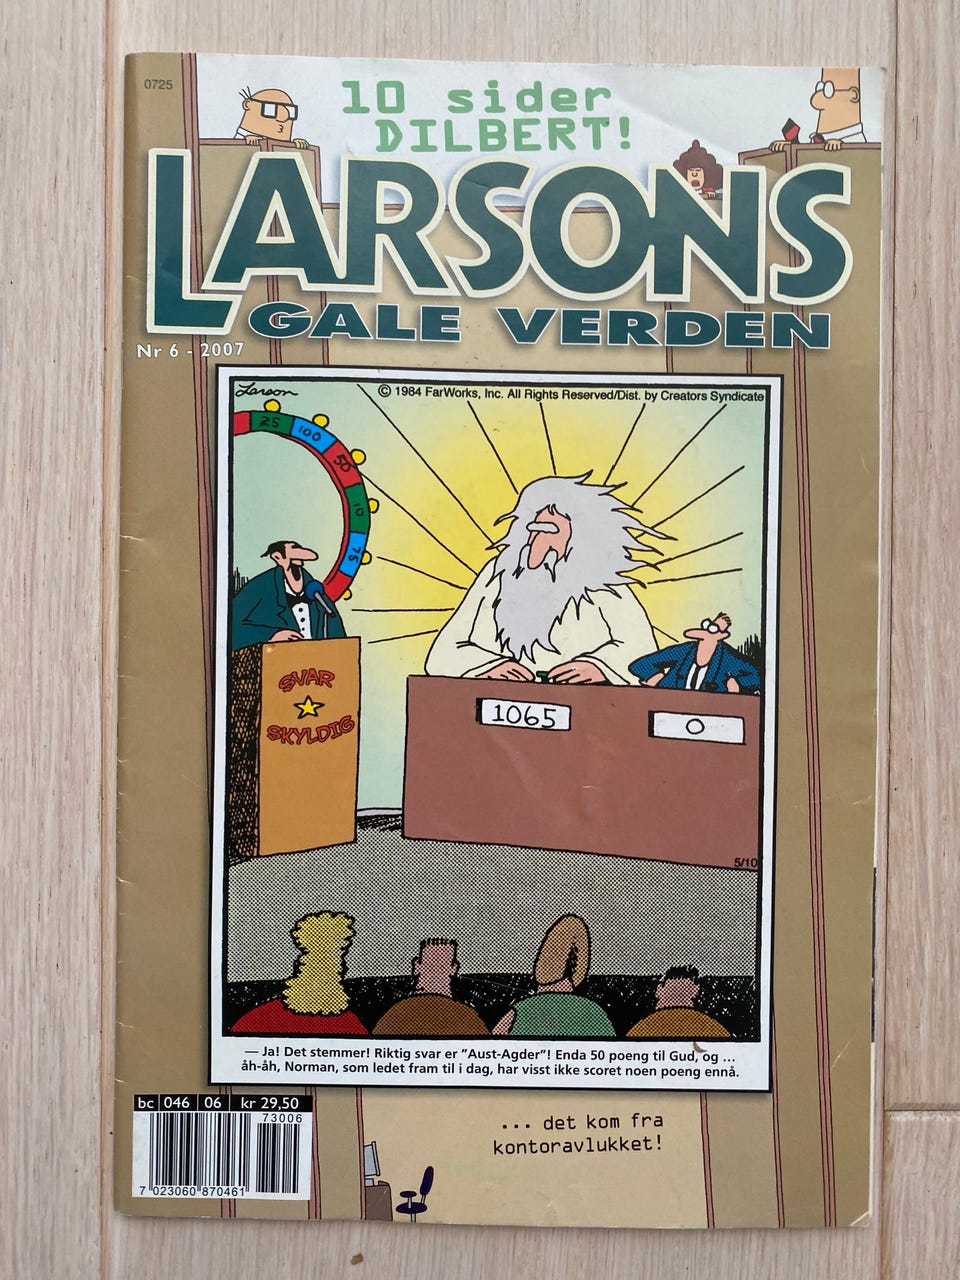 0725
10 sider
DILBERT!
LARSONS
GALE VERDEN
Nr 6 - 2007
Larson
© 1984 FarWorks, Inc. All Rights Reserved/Dist. by Creators Syndicate
25
100
50
10
75
SVAR
SKYLDIG
1065
0
5/10
— Ja! Det stemmer! Riktig svar er ”Aust-Agder”! Enda 50 poeng til Gud, og ...
åh-åh, Norman, som ledet fram til i dag, har visst ikke scoret noen poeng ennå.
bc 046 06 kr 29,50
73006
7 023060 870461
... det kom fra
kontoravlukket!